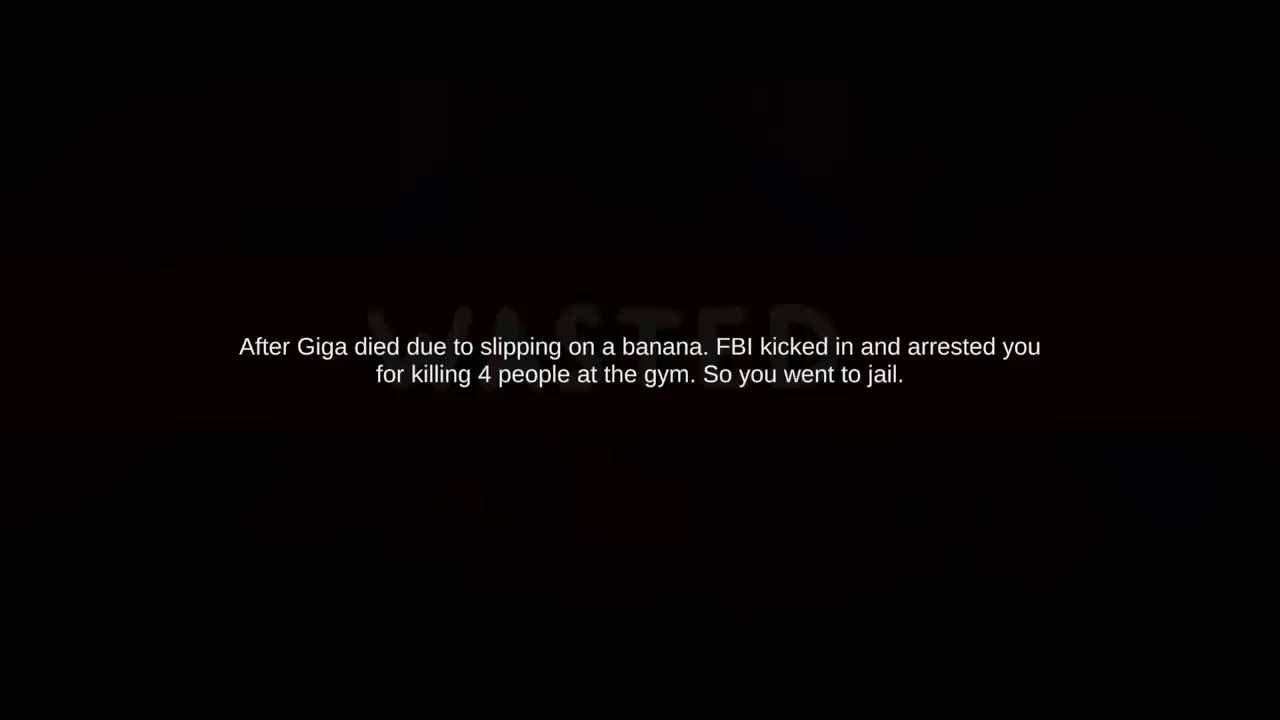 WASTED
After Giga died due to slipping on a banana. FBI kicked in and arrested you
for killing 4 people at the gym. So you went to jail.